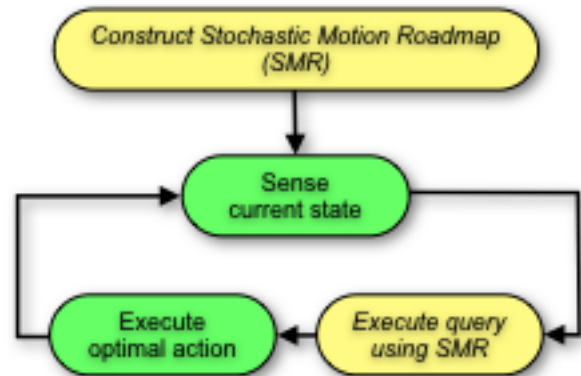 Construct Stochastic Motion Roadmap
(SMR)
Sense
current state
Execute
optimal action
Execute query
using SMR